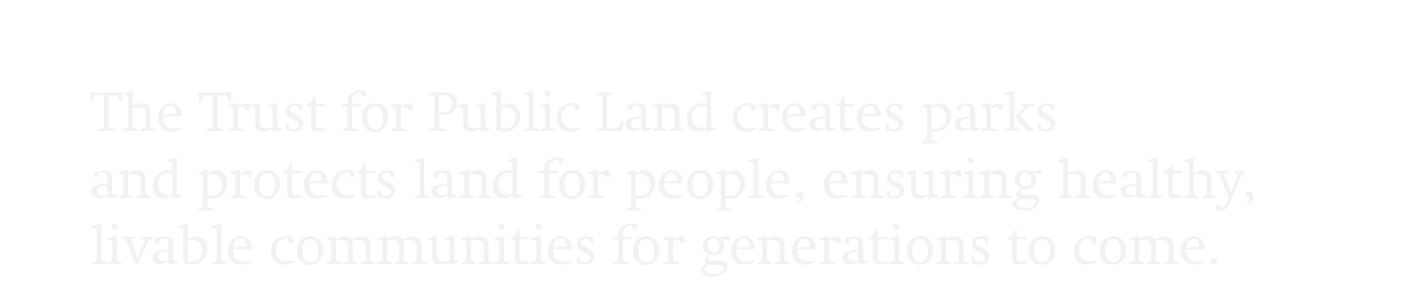 The Trust for Public Land creates parks
and protects land for people, ensuring healthy,
livable communities for generations to come.